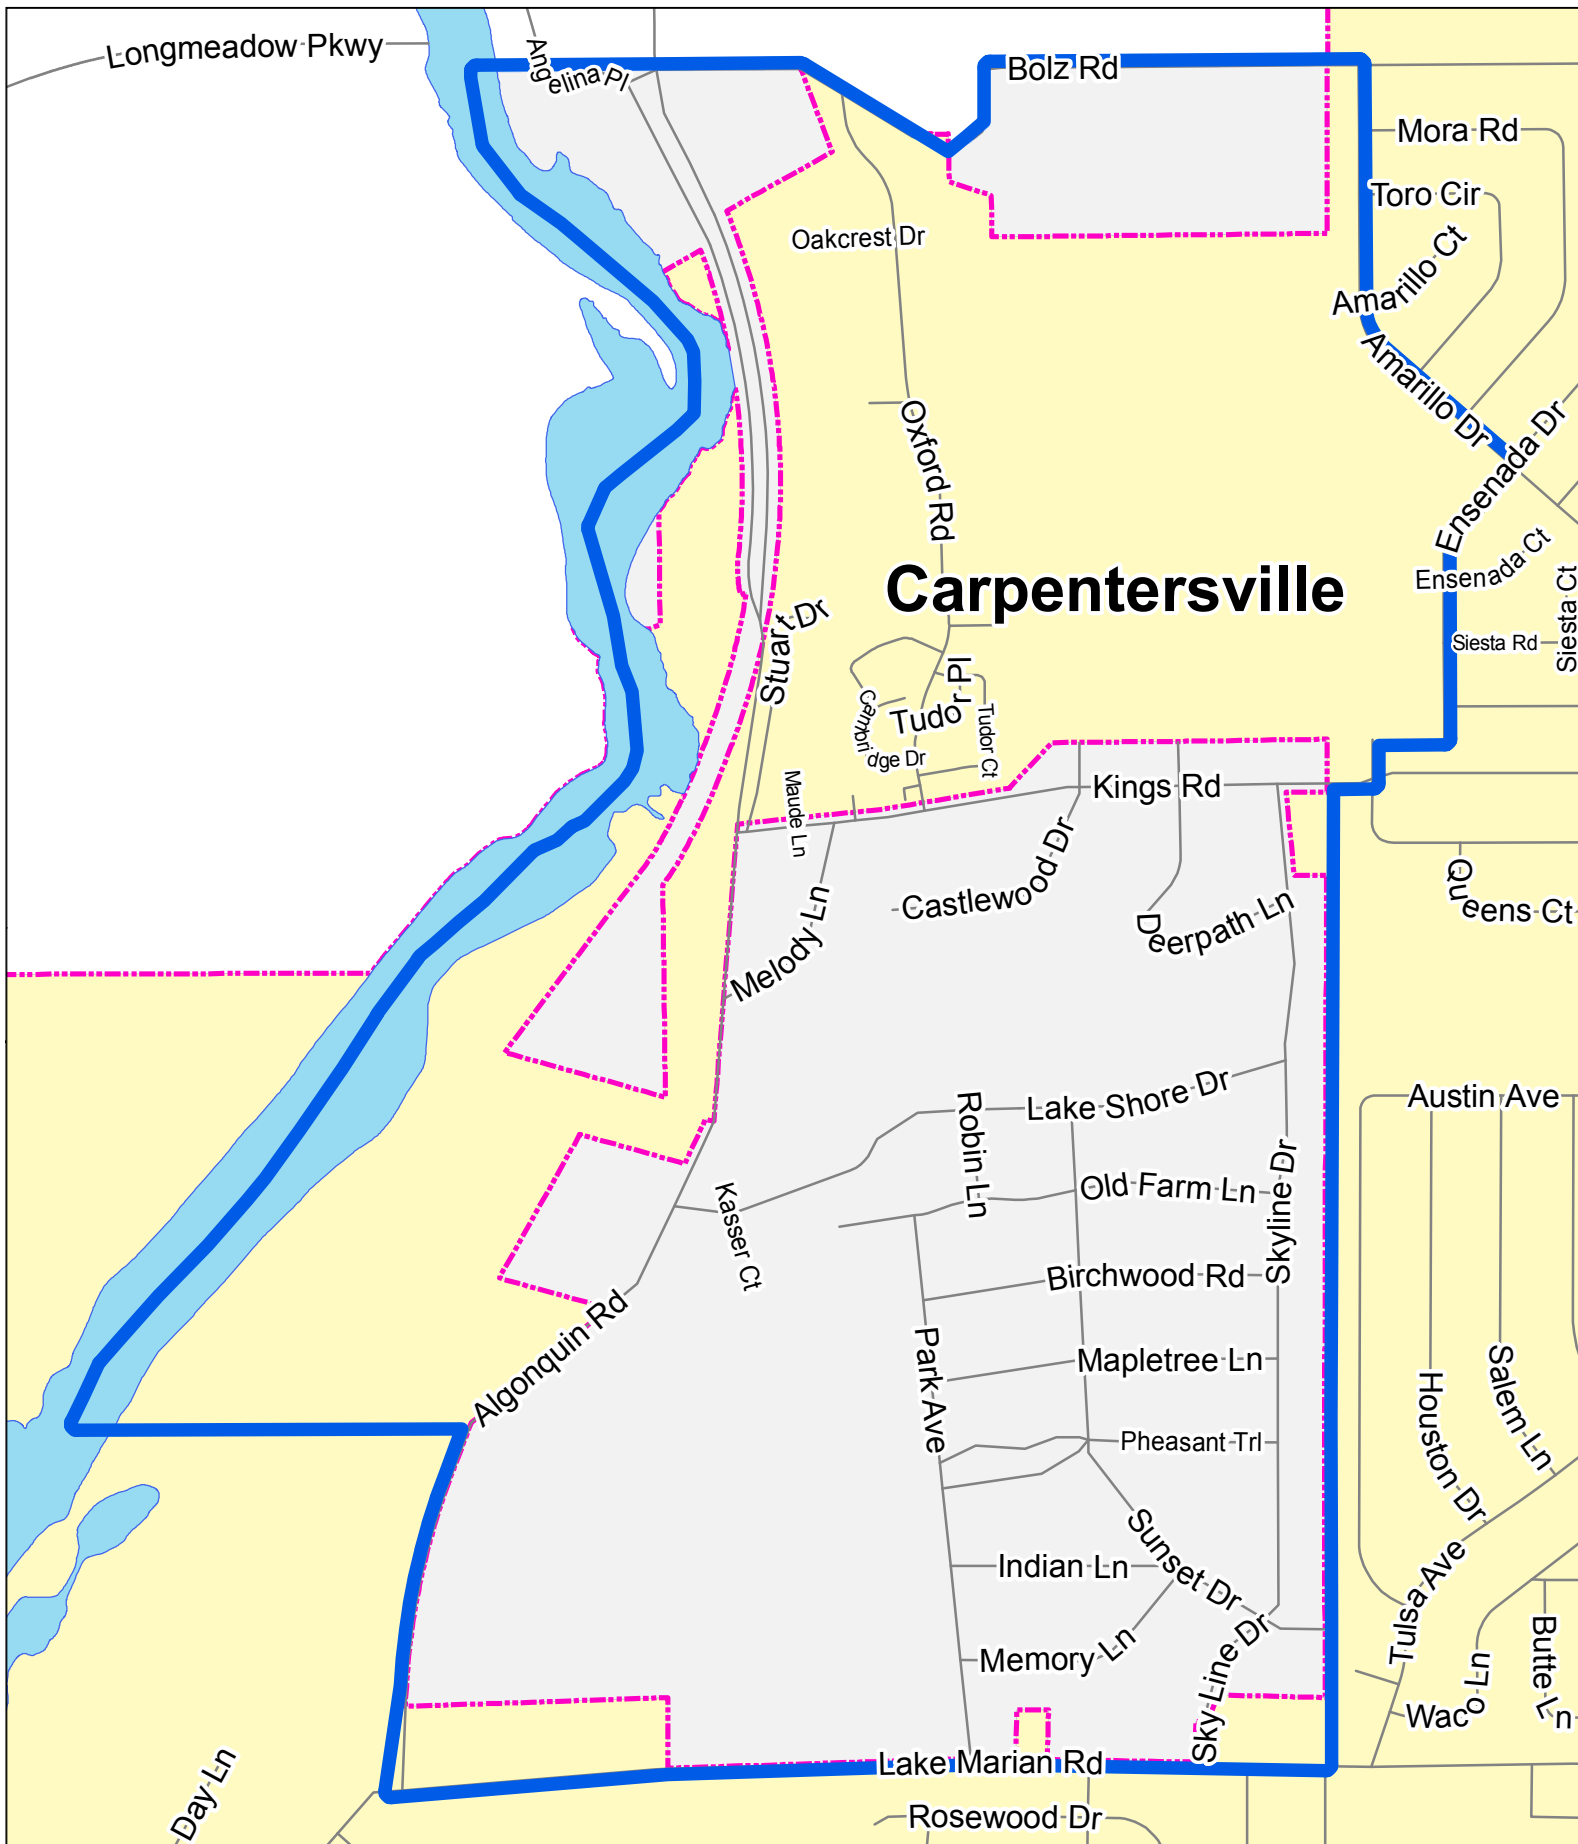 Longmeadow Pkwy
Angelina Pl
Bolz Rd
Mora Rd
Toro Cir
Amarillo Ct
Oakcrest Dr
Amarillo Dr
Oxford Rd
Ensenada Dr
Ensenada Ct
Carpentersville
Stuart Dr
Siesta Rd
Siesta Ct
Tudor Pl
Cambridge Dr
Tudor Ct
Maude Ln
Kings Rd
Castlewood Dr
Melody Ln
Deerpath Ln
Queens Ct
Lake Shore Dr
Austin Ave
Robin Ln
Old Farm Ln
Skyline Dr
Kasser Ct
Birchwood Rd
Algonquin Rd
Park Ave
Mapletree Ln
Houston Dr
Salem Ln
Pheasant Trl
Sunset Dr
Indian Ln
Tulsa Ave
Memory Ln
Sky Line Dr
Waco Ln
Butte Ln
Lake Marian Rd
Day Ln
Rosewood Dr